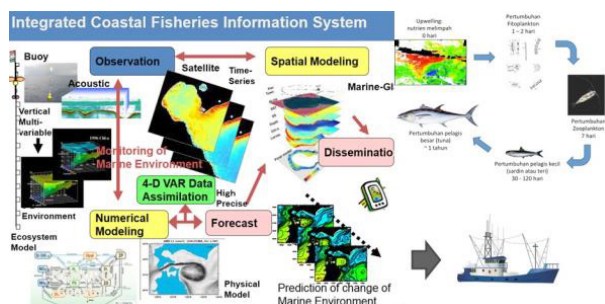 Integrated Coastal Fisheries Information System
Buoy
Observation
Satellite
Time-
Series
Spatial Modeling
Acoustic
Marine-GI
Vertical
Multi-
variable
Monitoring of
Marine Environment
Disseminatio
4-D VAR Data
Assimilation
High
Precise
Environment
Numerical
Modeling
Forecast
Ecosystem
Model
Physical
Model
Prediction of change of
Marine Environment
Upwelling:
nutrien melimpah
0 hari
Pertumbuhan
Fitoplankton
1 – 2 hari
Pertumbuhan
Zooplankton
7 hari
Pertumbuhan pelagis kecil
(sardin atau teri)
30 - 120 hari
Pertumbuhan pelagis
besar (tuna)
~ 1 tahun